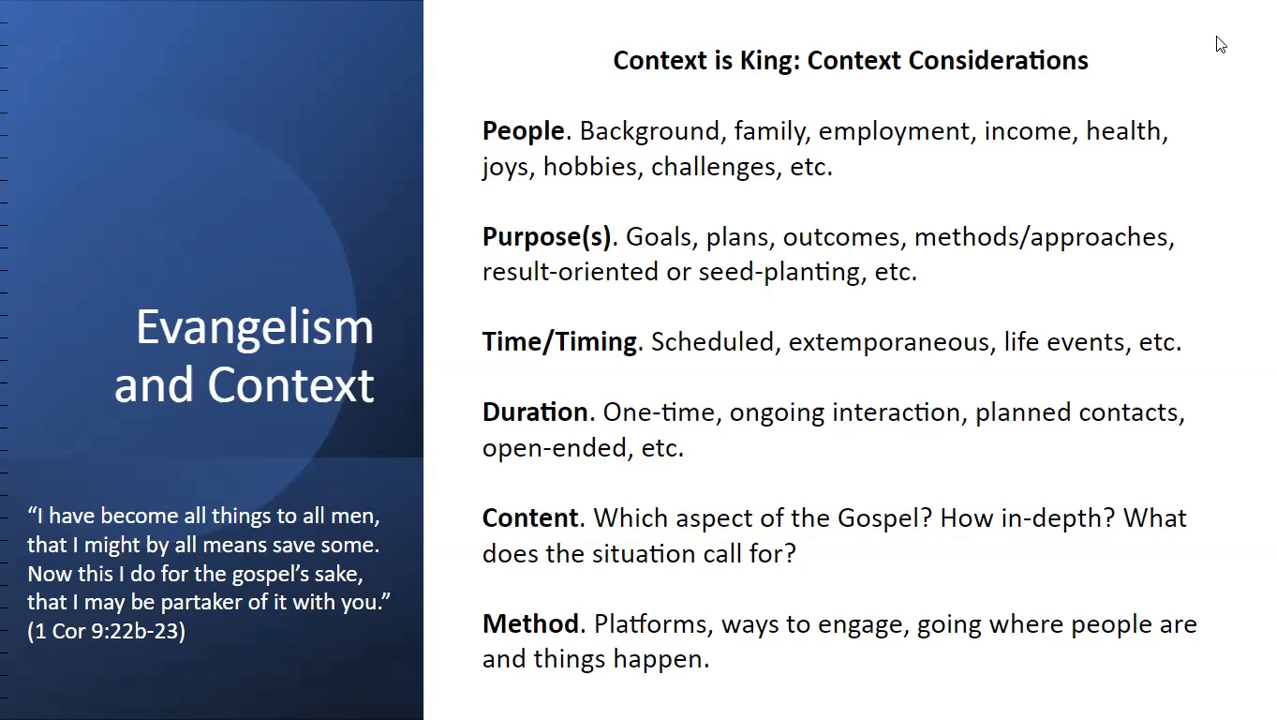 Evangelism
and Context
“I have become all things to all men,
that I might by all means save some.
Now this I do for the gospel’s sake,
that I may be partaker of it with you.”
(1 Cor 9:22b-23)
Context is King: Context Considerations
People. Background, family, employment, income, health,
joys, hobbies, challenges, etc.
Purpose(s). Goals, plans, outcomes, methods/approaches,
result-oriented or seed-planting, etc.
Time/Timing. Scheduled, extemporaneous, life events, etc.
Duration. One-time, ongoing interaction, planned contacts,
open-ended, etc.
Content. Which aspect of the Gospel? How in-depth? What
does the situation call for?
Method. Platforms, ways to engage, going where people are
and things happen.